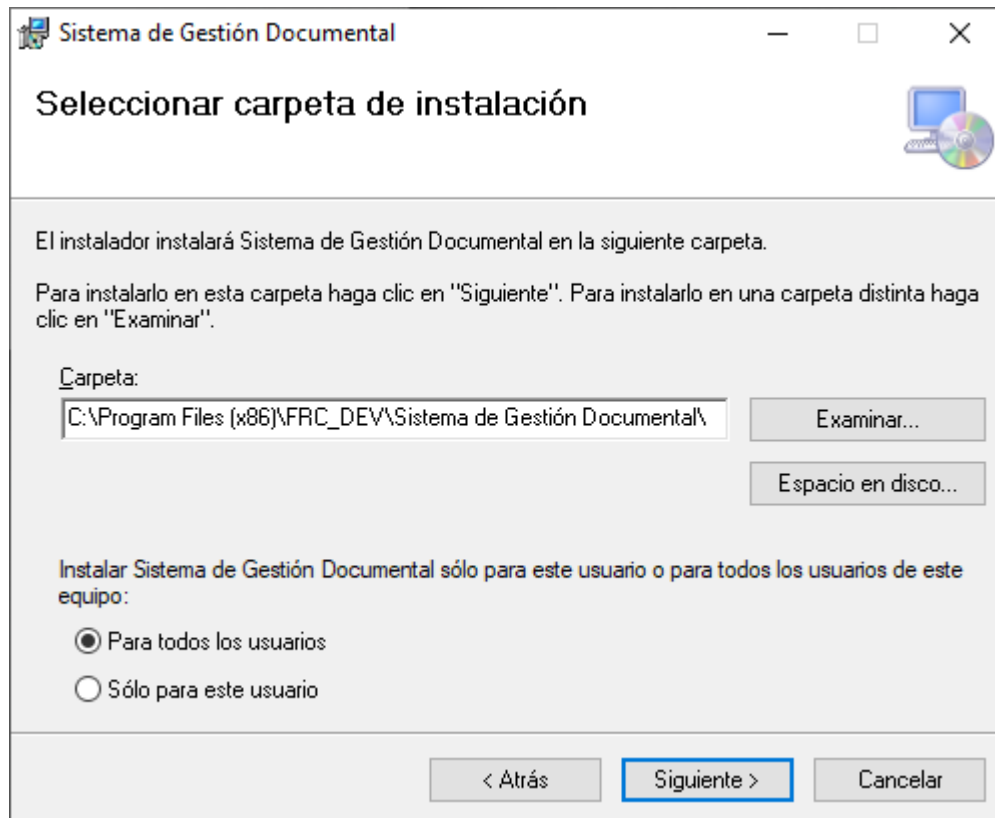 Sistema de Gestión Documental
Seleccionar carpeta de instalación
El instalador instalará Sistema de Gestión Documental en la siguiente carpeta.
Para instalarlo en esta carpeta haga clic en "Siguiente". Para instalarlo en una carpeta distinta haga
clic en "Examinar".
Carpeta:
C:\Program Files (x86)\FRC_DEV\Sistema de Gestión Documental\
Examinar...
Espacio en disco...
Instalar Sistema de Gestión Documental sólo para este usuario o para todos los usuarios de este
equipo:
Para todos los usuarios
Sólo para este usuario
< Atrás
Siguiente >
Cancelar